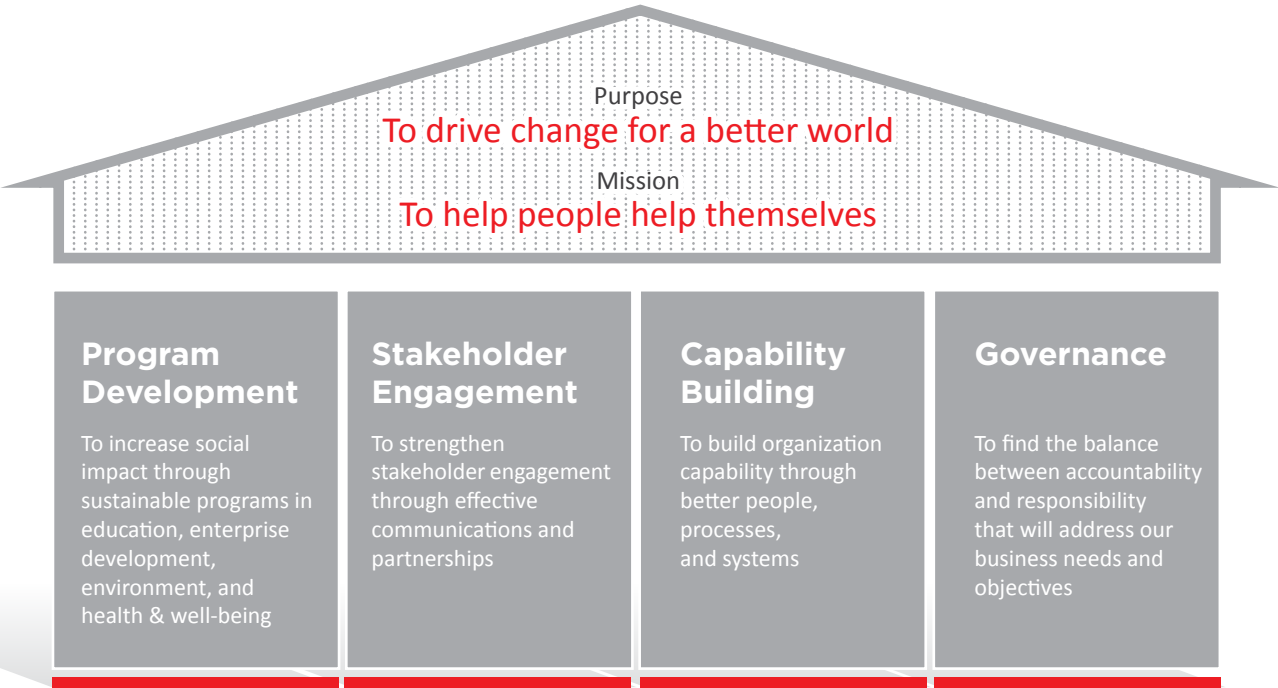 Purpose
To drive change for a better world
Mission
To help people help themselves
Program
Development
To increase social
impact through
sustainable programs in
education, enterprise
development,
environment, and
health & well-being
Stakeholder
Engagement
To strengthen
stakeholder engagement
through effective
communications and
partnerships
Capability
Building
To build organization
capability through
better people,
processes,
and systems
Governance
To find the balance
between accountability
and responsibility
that will address our
business needs and
objectives